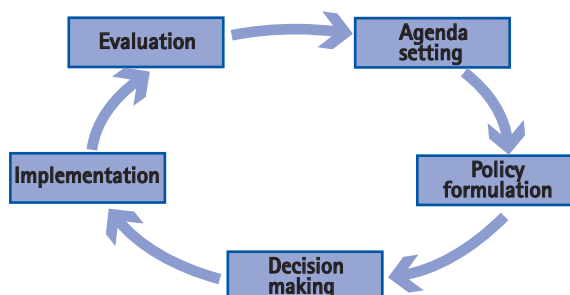 Evaluation
Agenda
setting
Policy
formulation
Decision
making
Implementation